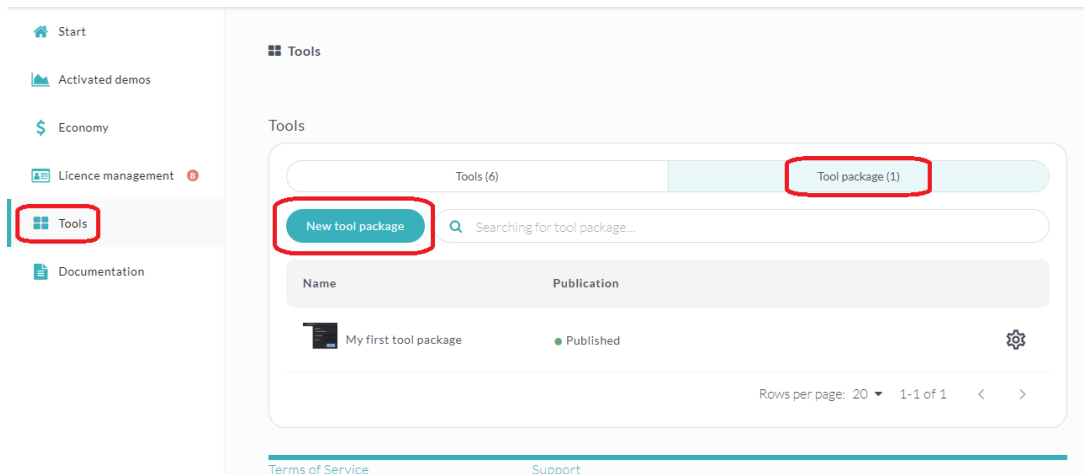 Start
Activated demos
Economy
Licence management 8
Tools
Documentation
Tools
Tools
Tools (6) Tool package (1)
New tool package Searching for tool package...
Name Publication
My first tool package Published
Rows per page: 20 1-1 of 1
Terms of Service Support